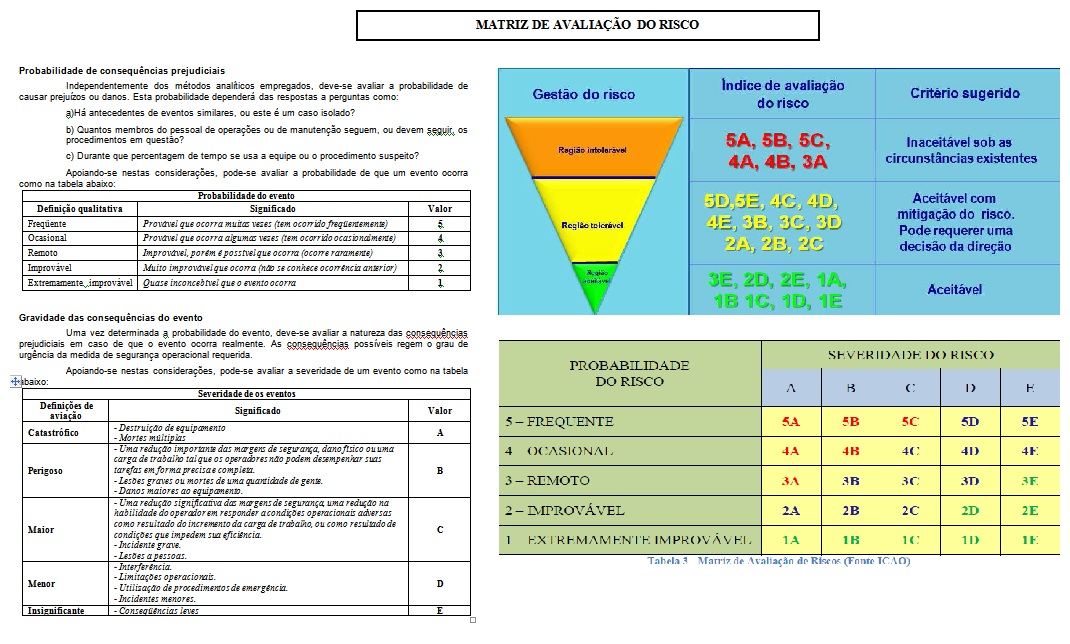 MATRIZ DE AVALIAÇÃO DO RISCO
Probabilidade de consequências prejudiciais
Independentemente dos métodos analíticos empregados, deve-se avaliar a probabilidade de
causar prejuízos ou danos. Esta probabilidade dependerá das respostas a perguntas como:
a)Há antecedentes de eventos similares, ou este é um caso isolado?
b) Quantos membros do pessoal de operações ou de manutenção seguem, ou devem seguir, os
procedimentos em questão?
c) Durante que percentagem de tempo se usa a equipe ou o procedimento suspeito?
Apoiando-se nestas considerações, pode-se avaliar a probabilidade de que um evento ocorra
como na tabela abaixo:
Probabilidade do evento
Definição qualitativa Significado Valor
Freqüente Provável que ocorra muitas vezes (tem ocorrido freqüentemente) 5
Ocasional Provável que ocorra algumas vezes (tem ocorrido ocasionalmente) 4
Remoto Improvável, porém é possível que ocorra (ocorre raramente) 3
Improvável Muito improvável que ocorra (não se conhece ocorrência anterior) 2
Extremamente improvável Quase inconcebível que o evento ocorra 1
Gravidade das consequências do evento
Uma vez determinada a probabilidade do evento, deve-se avaliar a natureza das consequências
prejudiciais em caso de que o evento ocorra realmente. As consequências possíveis regem o grau de
urgência da medida de segurança operacional requerida.
Apoiando-se nestas considerações, pode-se avaliar a severidade de um evento como na tabela
abaixo:
Severidade de os eventos
Definições de
aviação Significado Valor
Catastrófico - Destruição de equipamento
- Mortes múltiplas A
Perigoso - Uma redução importante das margens de segurança, dano físico ou uma
carga de trabalho tal que os operadores não podem desempenhar suas
tarefas em forma precisa e completa.
- Lesões graves ou mortes de uma quantidade de gente.
- Danos maiores ao equipamento. B
Maior - Uma redução significativa das margens de segurança, uma redução na
habilidade do operador em responder a condições operacionais adversas
como resultado do incremento da carga de trabalho, ou como resultado de
condições que impedem sua eficiência.
- Incidente grave.
- Lesões a pessoas. C
Menor - Interferência.
- Limitações operacionais.
- Utilização de procedimentos de emergência.
- Incidentes menores. D
Insignificante - Conseqüências leves E
Gestão do risco
Região intolerável
Região tolerável
Região
aceitável
Índice de avaliação
do risco
Critério sugerido
5A, 5B, 5C,
4A, 4B, 3A
Inaceitável sob as
circunstâncias existentes
5D,5E, 4C, 4D,
4E, 3B, 3C, 3D
2A, 2B, 2C
Aceitável com
mitigação do risco.
Pode requerer uma
decisão da direção
3E, 2D, 2E, 1A,
1B 1C, 1D, 1E
Aceitável
PROBABILIDADE
DO RISCO
SEVERIDADE DO RISCO
A B C D E
5 – FREQUENTE 5A 5B 5C 5D 5E
4 – OCASIONAL 4A 4B 4C 4D 4E
3 – REMOTO 3A 3B 3C 3D 3E
2 – IMPROVÁVEL 2A 2B 2C 2D 2E
1 – EXTREMAMENTE IMPROVÁVEL 1A 1B 1C 1D 1E
Tabela 3 – Matriz de Avaliação de Riscos (Fonte ICAO)